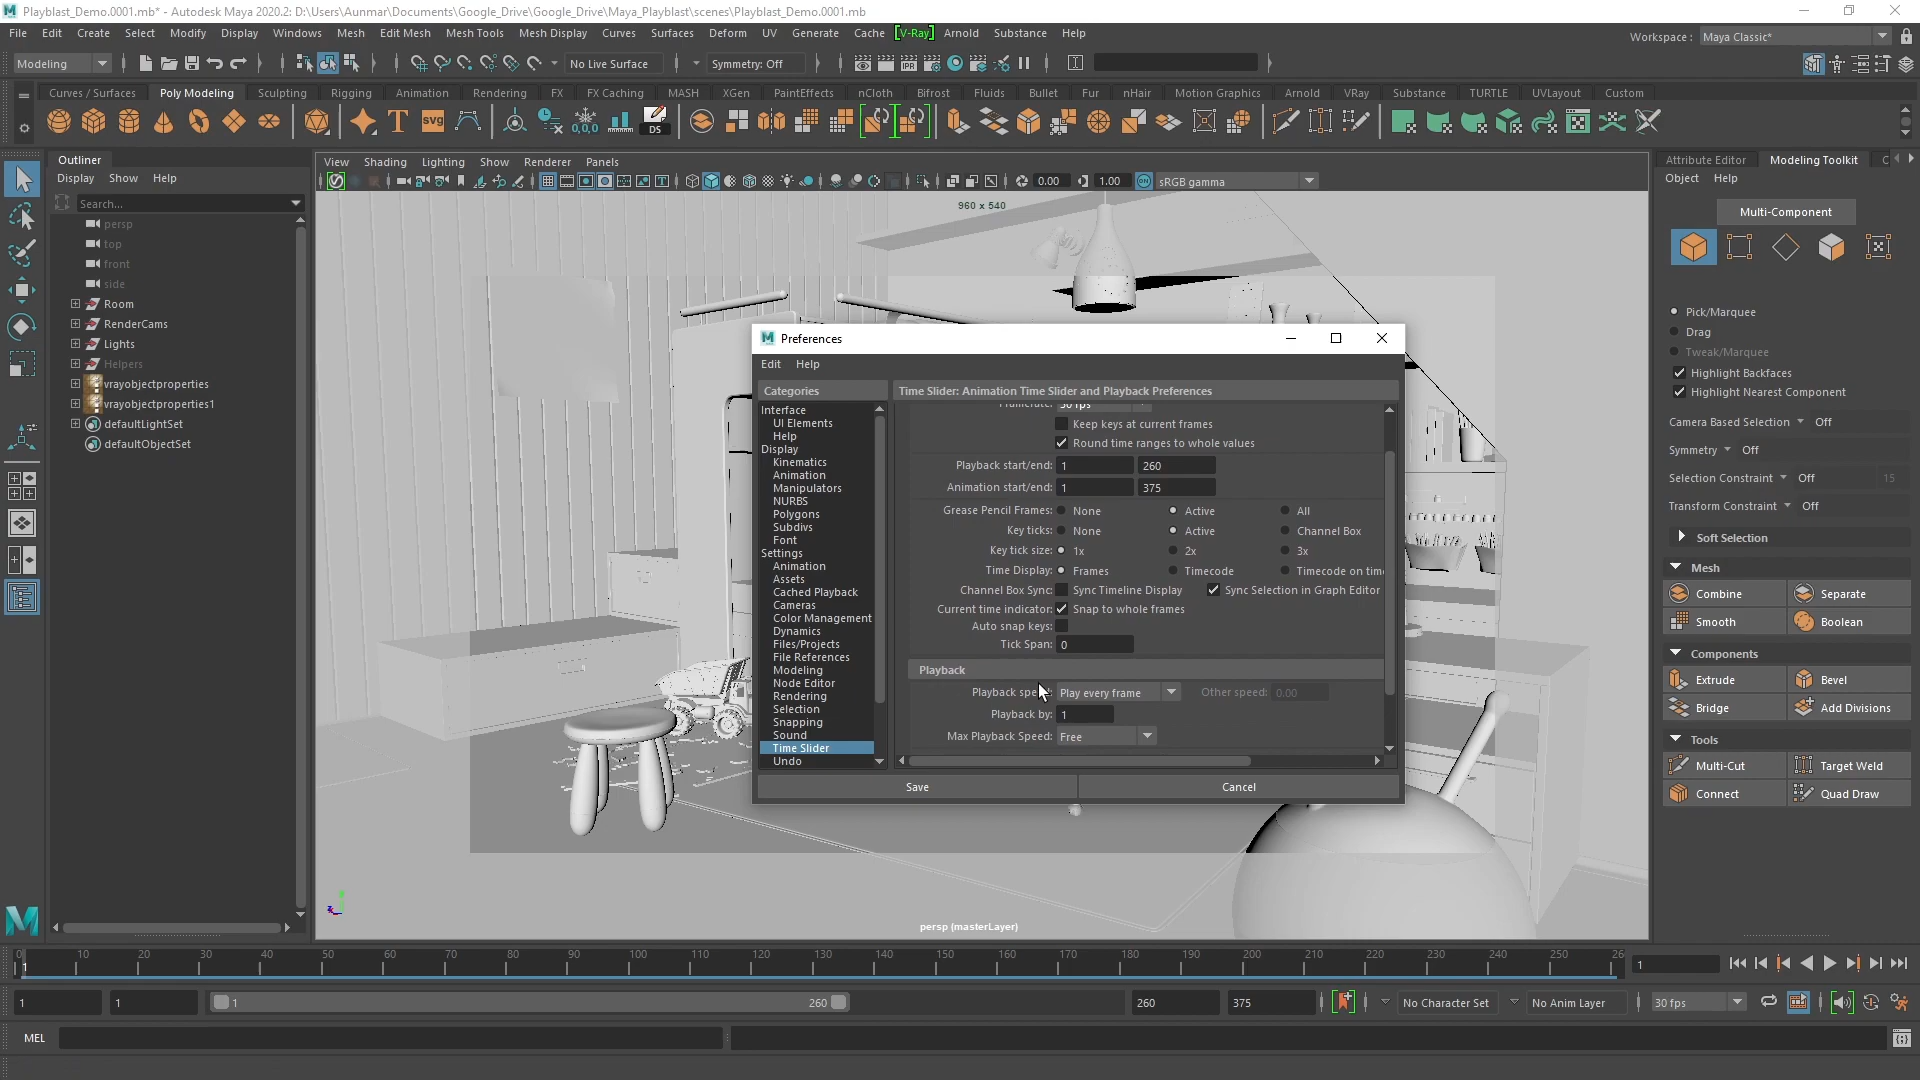 Playblast_Demo.0001.mb* - Autodesk Maya 2020.2: D:\Users\Aunmar\Documents\Google_Drive\Google_Drive\Maya_Playblast\scenes\Playblast_Demo.0001.mb
File Edit Create Select Modify Display Windows Mesh Edit Mesh Mesh Tools Mesh Display Curves Surfaces Deform UV Generate Cache [V-Ray] Arnold Substance Help
Workspace : Maya Classic*
Modeling No Live Surface Symmetry: Off
Curves / Surfaces Poly Modeling Sculpting Rigging Animation Rendering FX FX Caching MASH XGen PaintEffects nCloth Bifrost Fluids Bullet Fur nHair Motion Graphics Arnold VRay Substance TURTLE UVLayout Custom
T SVG 0,0,0 DS
Outliner
Display Show Help
Search...
persp
top
front
side
Room
RenderCams
Lights
Helpers
vrayobjectproperties
vrayobjectproperties1
defaultLightSet
defaultObjectSet
View Shading Lighting Show Renderer Panels
0.00 1.00 sRGB gamma
960 x 540
Preferences
Edit Help
Categories
Interface
UI Elements
Help
Display
Kinematics
Animation
Manipulators
NURBS
Polygons
Subdivs
Font
Settings
Animation
Assets
Cached Playback
Cameras
Color Management
Dynamics
Files/Projects
File References
Modeling
Node Editor
Rendering
Selection
Snapping
Sound
Time Slider
Undo
Time Slider: Animation Time Slider and Playback Preferences
Framerate: 30 fps
Keep keys at current frames
Round time ranges to whole values
Playback start/end: 1 260
Animation start/end: 1 375
Grease Pencil Frames: None Active All
Key ticks: None Active Channel Box
Key tick size: 1x 2x 3x
Time Display: Frames Timecode Timecode on tim
Channel Box Sync: Sync Timeline Display Sync Selection in Graph Editor
Current time indicator: Snap to whole frames
Auto snap keys:
Tick Span: 0
Playback
Playback spee: Play every frame Other speed: 0.00
Playback by: 1
Max Playback Speed: Free
Save Cancel
persp (masterLayer)
Attribute Editor Modeling Toolkit C
Object Help
Multi-Component
Pick/Marquee
Drag
Tweak/Marquee
Highlight Backfaces
Highlight Nearest Component
Camera Based Selection Off
Symmetry Off
Selection Constraint Off 15
Transform Constraint Off
Soft Selection
Mesh
Combine Separate
Smooth Boolean
Components
Extrude Bevel
Bridge Add Divisions
Tools
Multi-Cut Target Weld
Connect Quad Draw
0 10 20 30 40 50 60 70 80 90 100 110 120 130 140 150 160 170 180 190 200 210 220 230 240 250 26
1 1
1 1 1 260 260 375 No Character Set No Anim Layer 30 fps
MEL